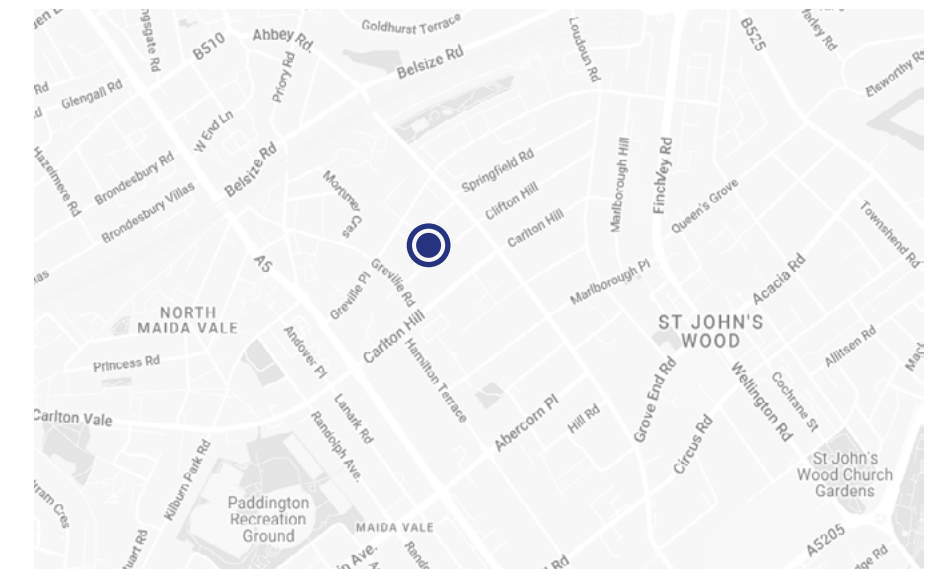 Goldhurst Terrace
Abbey Rd.
B510
Belsize Rd
Loudoun Rd
B525
Priory Rd
Glengall Rd
W End Ln
Elsworthy R
Hazelmere Rd
Brondesbury Rd
Belsize Rd
Brondesbury Villas
Mortimer Cres
Springfield Rd
Clifton Hill
Carlton Hill
Marlborough Hill
Finchley Rd
Queen's Grove
Townshend Rd
A5
Greville Pl
Greville Rd
Marlborough Pl
Acacia Rd
NORTH
MAIDA VALE
ST JOHN'S
WOOD
Carlton Hill
Andover Pl
Hamilton Terrace
Princess Rd
Allitsen Rd
Carlton Vale
Lanark Rd
Randolph Ave.
Abercorn Pl
Hill Rd
Grove End Rd
Wellington Rd
Cochrane St
Circus Rd
Kilburn Park Rd
St John's
Wood Church
Gardens
Paddington
Recreation
Ground
MAIDA VALE
A5205